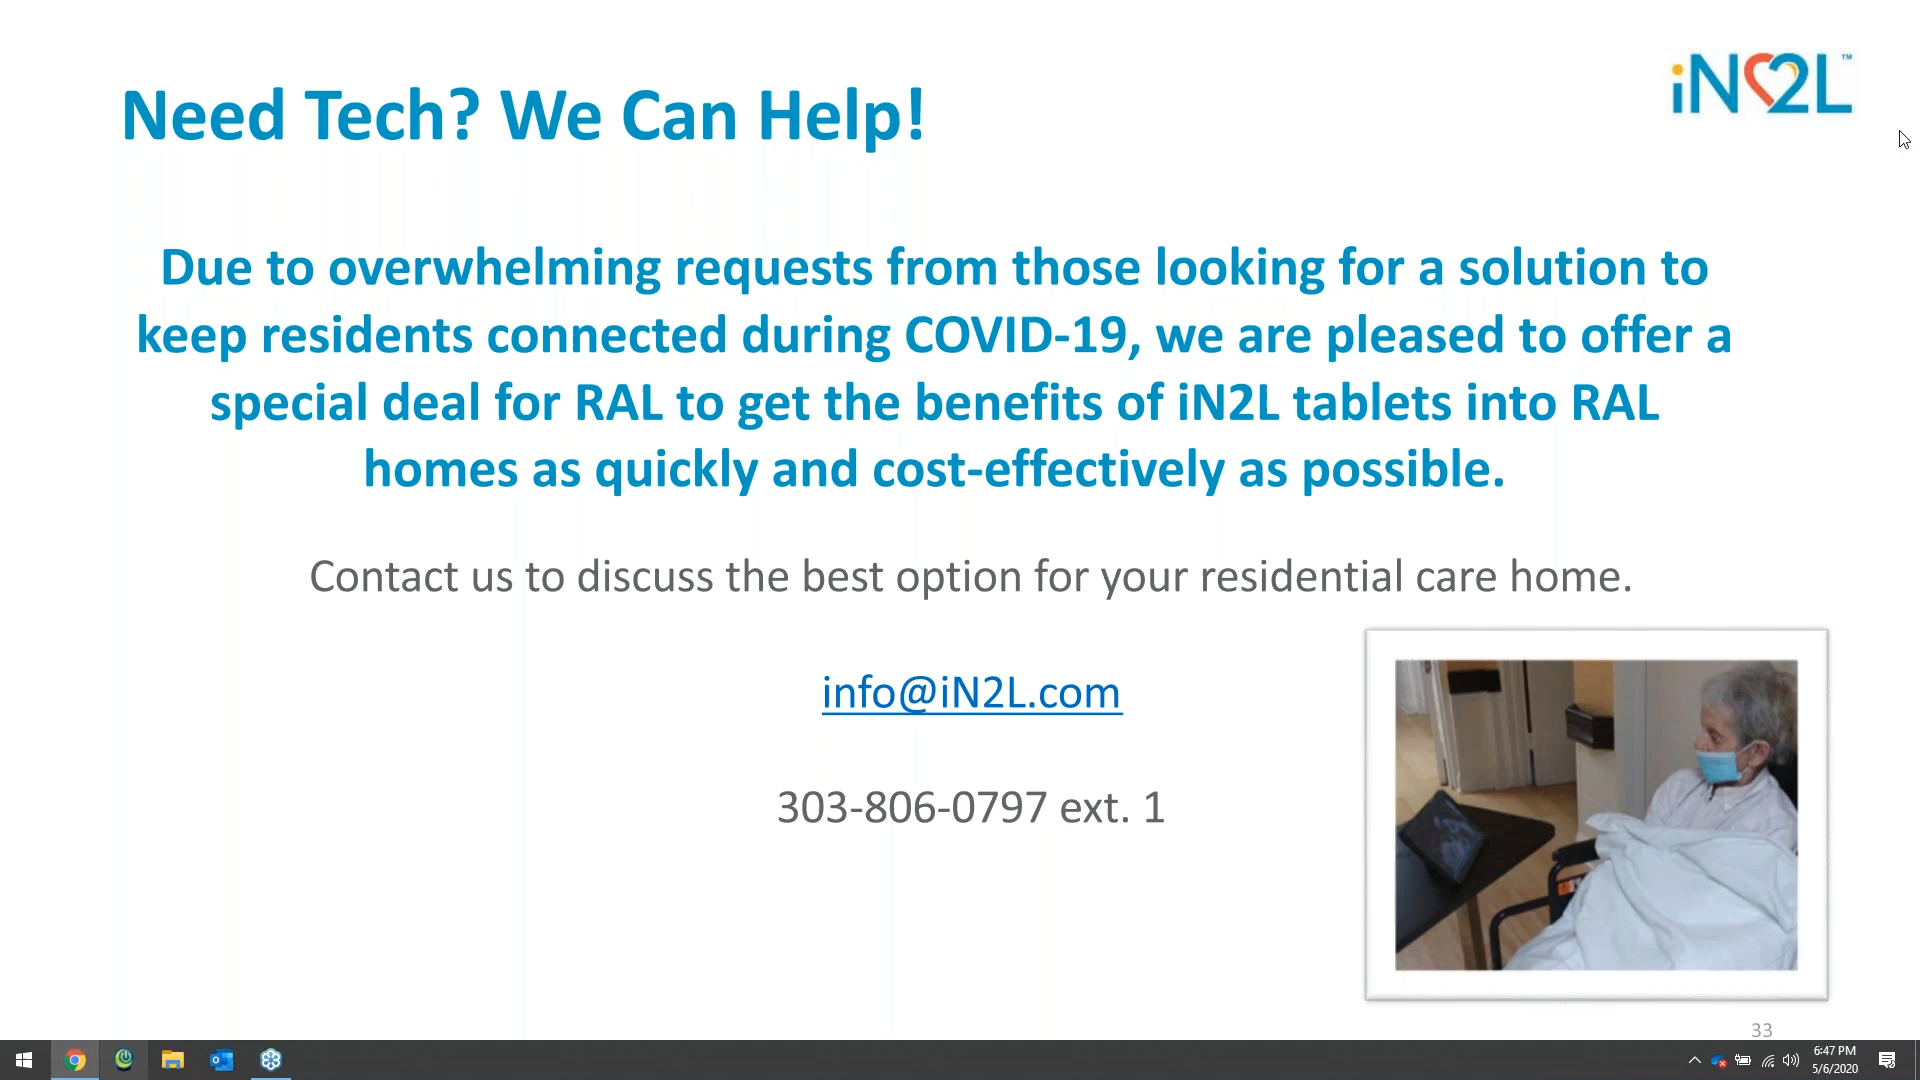 iN2L™
Need Tech? We Can Help!
Due to overwhelming requests from those looking for a solution to
keep residents connected during COVID-19, we are pleased to offer a
special deal for RAL to get the benefits of iN2L tablets into RAL
homes as quickly and cost-effectively as possible.
Contact us to discuss the best option for your residential care home.
info@iN2L.com
303-806-0797 ext. 1
33
6:47 PM
5/6/2020